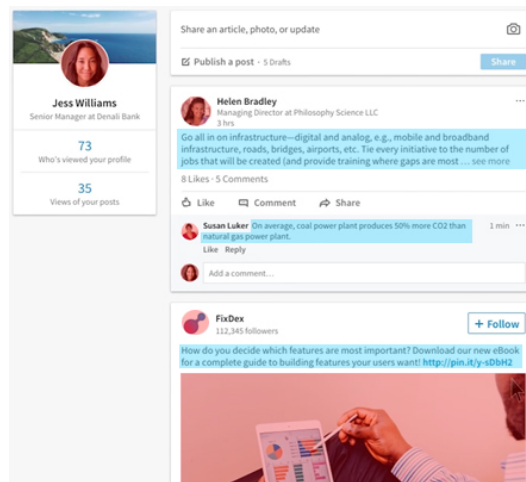 Share an article, photo, or update
Publish a post • 5 Drafts
Share
Jess Williams
Senior Manager at Denali Bank
73
Who's viewed your profile
35
Views of your posts
Helen Bradley
Managing Director at Philosophy Science LLC
3 hrs
Go all in on infrastructure—digital and analog, e.g., mobile and broadband
infrastructure, roads, bridges, airports, etc. Tie every initiative to the number of
jobs that will be created (and provide training where gaps are most ... see more
8 Likes · 5 Comments
Like Comment Share
Susan Luker On average, coal power plant produces 50% more CO2 than
natural gas power plant.
1 min
Like Reply
Add a comment...
FixDex
112,345 followers
+ Follow
How do you decide which features are most important? Download our new eBook
for a complete guide to building features your users want! http://pin.it/y-sDbH2